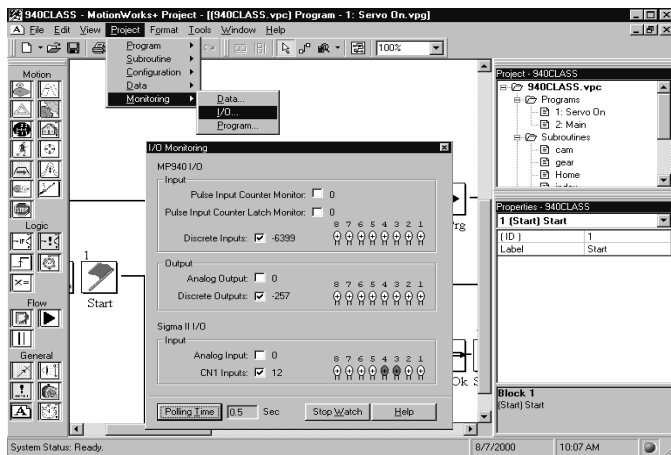 940CLASS - MotionWorks+ Project - [(940CLASS.vpc) Program - 1: Servo On.vpg]
File Edit View Project Format Tools Window Help
100%
Program
Subroutine
Configuration
Data
Monitoring
Data...
I/O...
Program...
Motion
Logic
Flow
General
1
Start
rg
Ok
I/O Monitoring
MP940 I/O
Input
Pulse Input Counter Monitor: 0
Pulse Input Counter Latch Monitor: 0
Discrete Inputs: -6399
8 7 6 5 4 3 2 1
Output
Analog Output: 0
Discrete Outputs: -257
8 7 6 5 4 3 2 1
Sigma II I/O
Input
Analog Input: 0
CN1 Inputs: 12
8 7 6 5 4 3 2 1
Polling Time 0.5 Sec Stop Watch Help
Project - 940CLASS
940CLASS.vpc
Programs
1: Servo On
2: Main
Subroutines
cam
gear
Home
Properties - 940CLASS
1 (Start) Start
(ID) 1
Label Start
Block 1
(Start) Start
System Status: Ready.
8/7/2000 10:07 AM